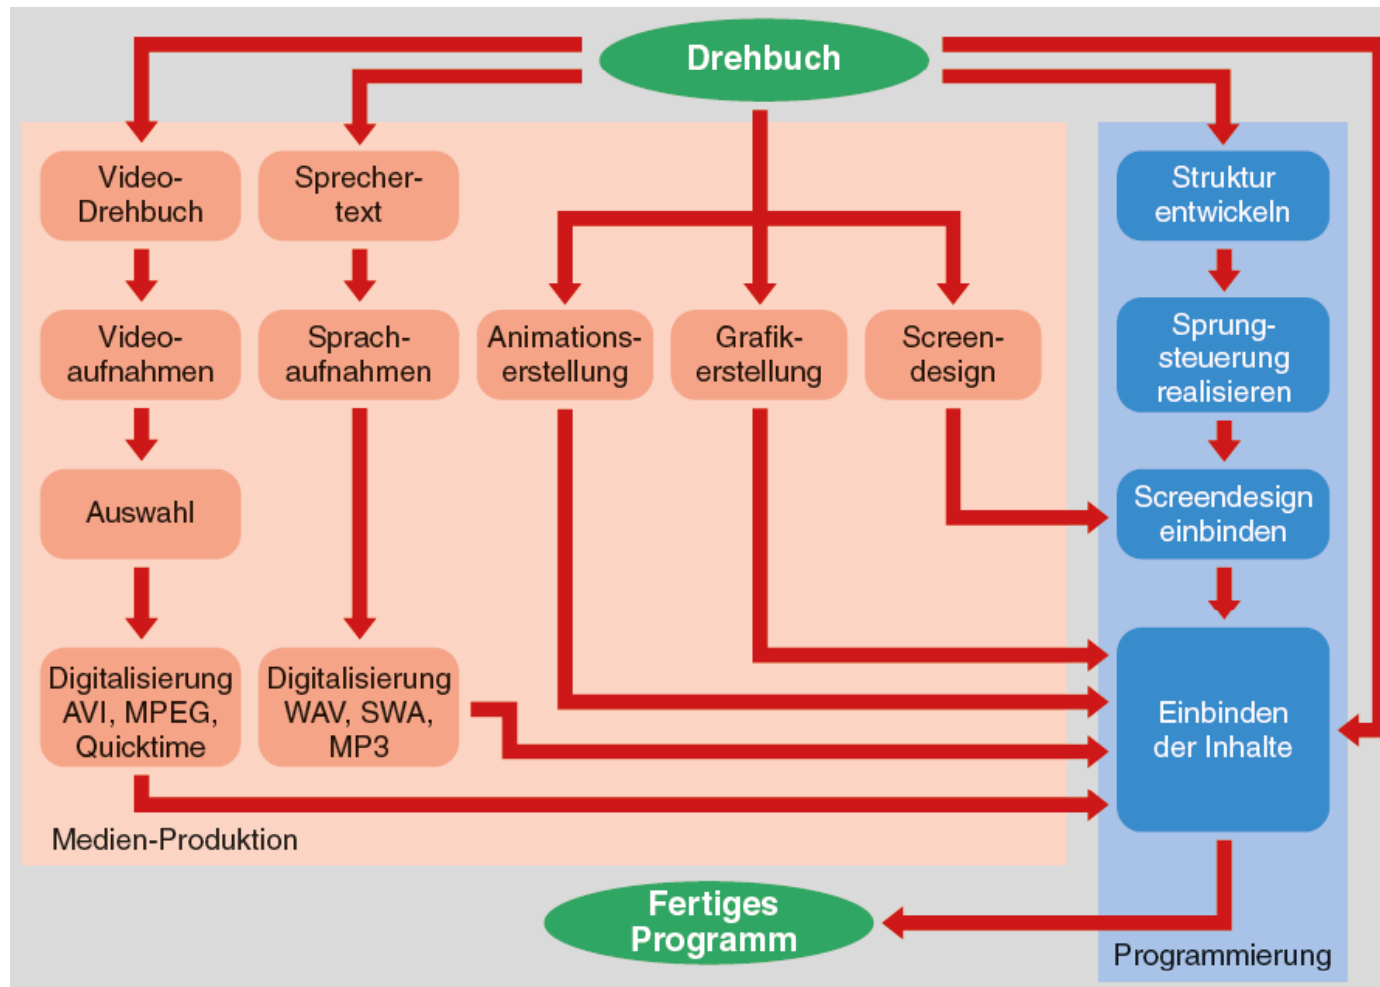 Drehbuch
Video-
Drehbuch
Sprecher-
text
Struktur
entwickeln
Video-
aufnahmen
Sprach-
aufnahmen
Animations-
erstellung
Grafik-
erstellung
Screen-
design
Sprung-
steuerung
realisieren
Auswahl
Screendesign
einbinden
Digitalisierung
AVI, MPEG,
Quicktime
Digitalisierung
WAV, SWA,
MP3
Einbinden
der Inhalte
Medien-Produktion
Fertiges
Programm
Programmierung